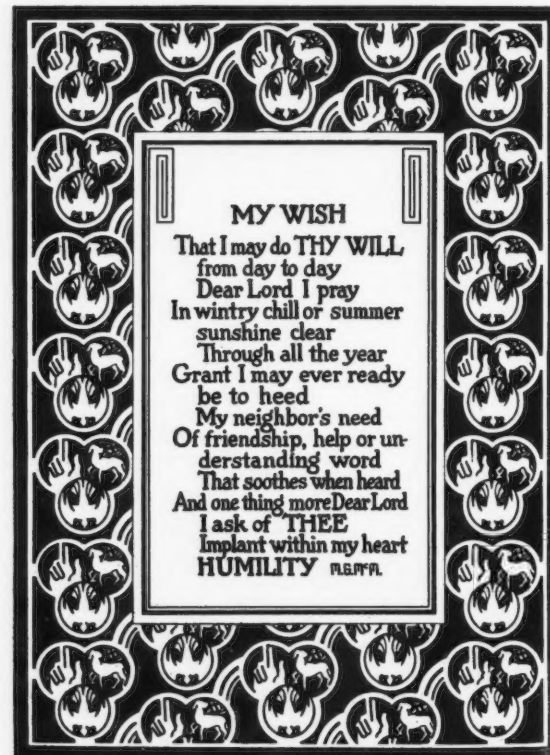 MY WISH
That I may do THY WILL
from day to day
Dear Lord I pray
In wintry chill or summer
sunshine clear
Through all the year
Grant I may ever ready
be to heed
My neighbor's need
Of friendship, help or un-
derstanding word
That soothes when heard
And one thing more Dear Lord
I ask of THEE
Implant within my heart
HUMILITY M.G.McM.